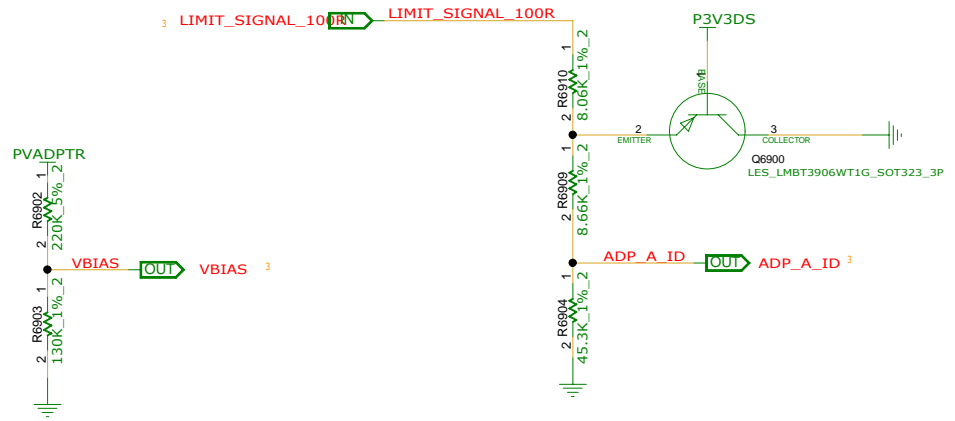 3 LIMIT_SIGNAL_100R IN LIMIT_SIGNAL_100R
P3V3DS
1
R6910
8.06K_1%_2
2
1
BASE
2
EMITTER
3
COLLECTOR
Q6900
LES_LMBT3906WT1G_SOT323_3P
PVADPTR
1
R6902
220K_5%_2
2
1
R6909
8.66K_1%_2
2
VBIAS OUT VBIAS 3
ADP_A_ID OUT ADP_A_ID 3
1
R6903
130K_1%_2
2
1
R6904
45.3K_1%_2
2